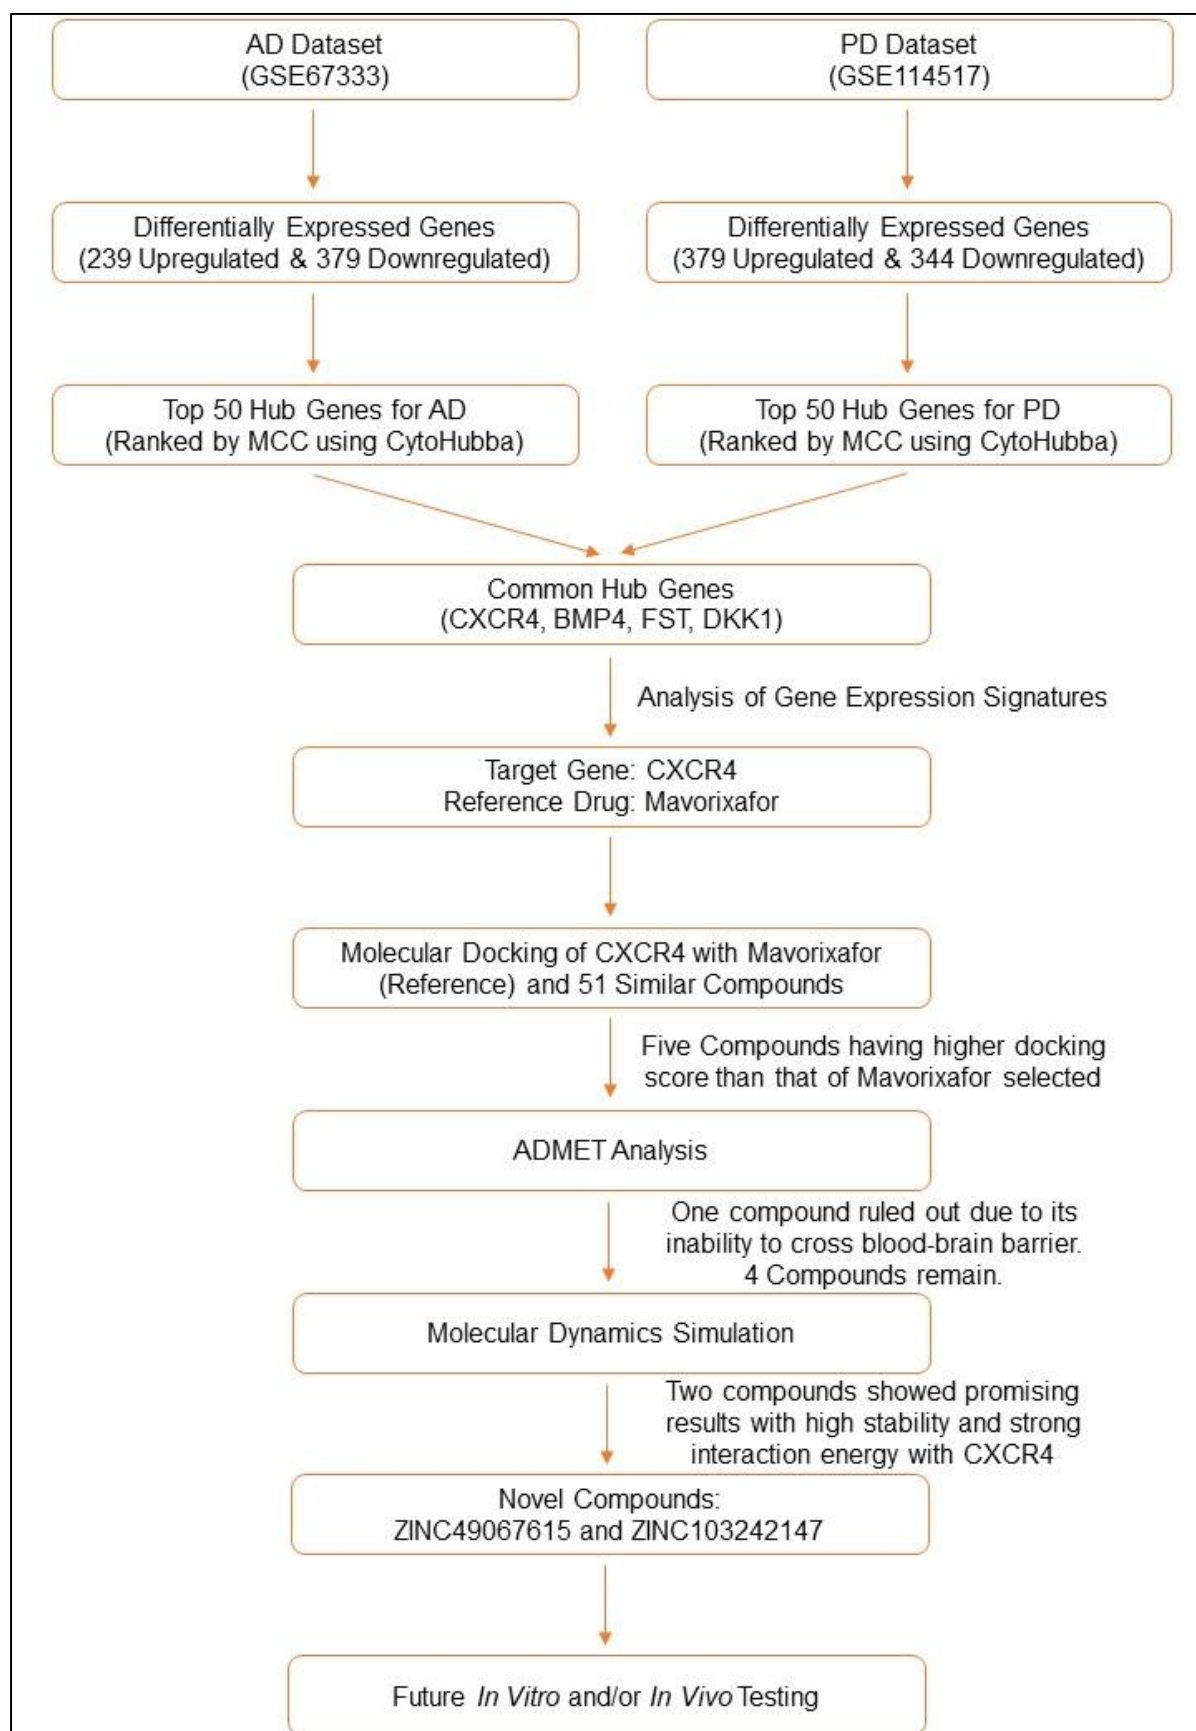 AD Dataset
(GSE67333)
PD Dataset
(GSE114517)
Differentially Expressed Genes
(239 Upregulated & 379 Downregulated)
Differentially Expressed Genes
(379 Upregulated & 344 Downregulated)
Top 50 Hub Genes for AD
(Ranked by MCC using CytoHubba)
Top 50 Hub Genes for PD
(Ranked by MCC using CytoHubba)
Common Hub Genes
(CXCR4, BMP4, FST, DKK1)
Analysis of Gene Expression Signatures
Target Gene: CXCR4
Reference Drug: Mavorixafor
Molecular Docking of CXCR4 with Mavorixafor
(Reference) and 51 Similar Compounds
Five Compounds having higher docking
score than that of Mavorixafor selected
ADMET Analysis
One compound ruled out due to its
inability to cross blood-brain barrier.
4 Compounds remain.
Molecular Dynamics Simulation
Two compounds showed promising
results with high stability and strong
interaction energy with CXCR4
Novel Compounds:
ZINC49067615 and ZINC103242147
Future In Vitro and/or In Vivo Testing